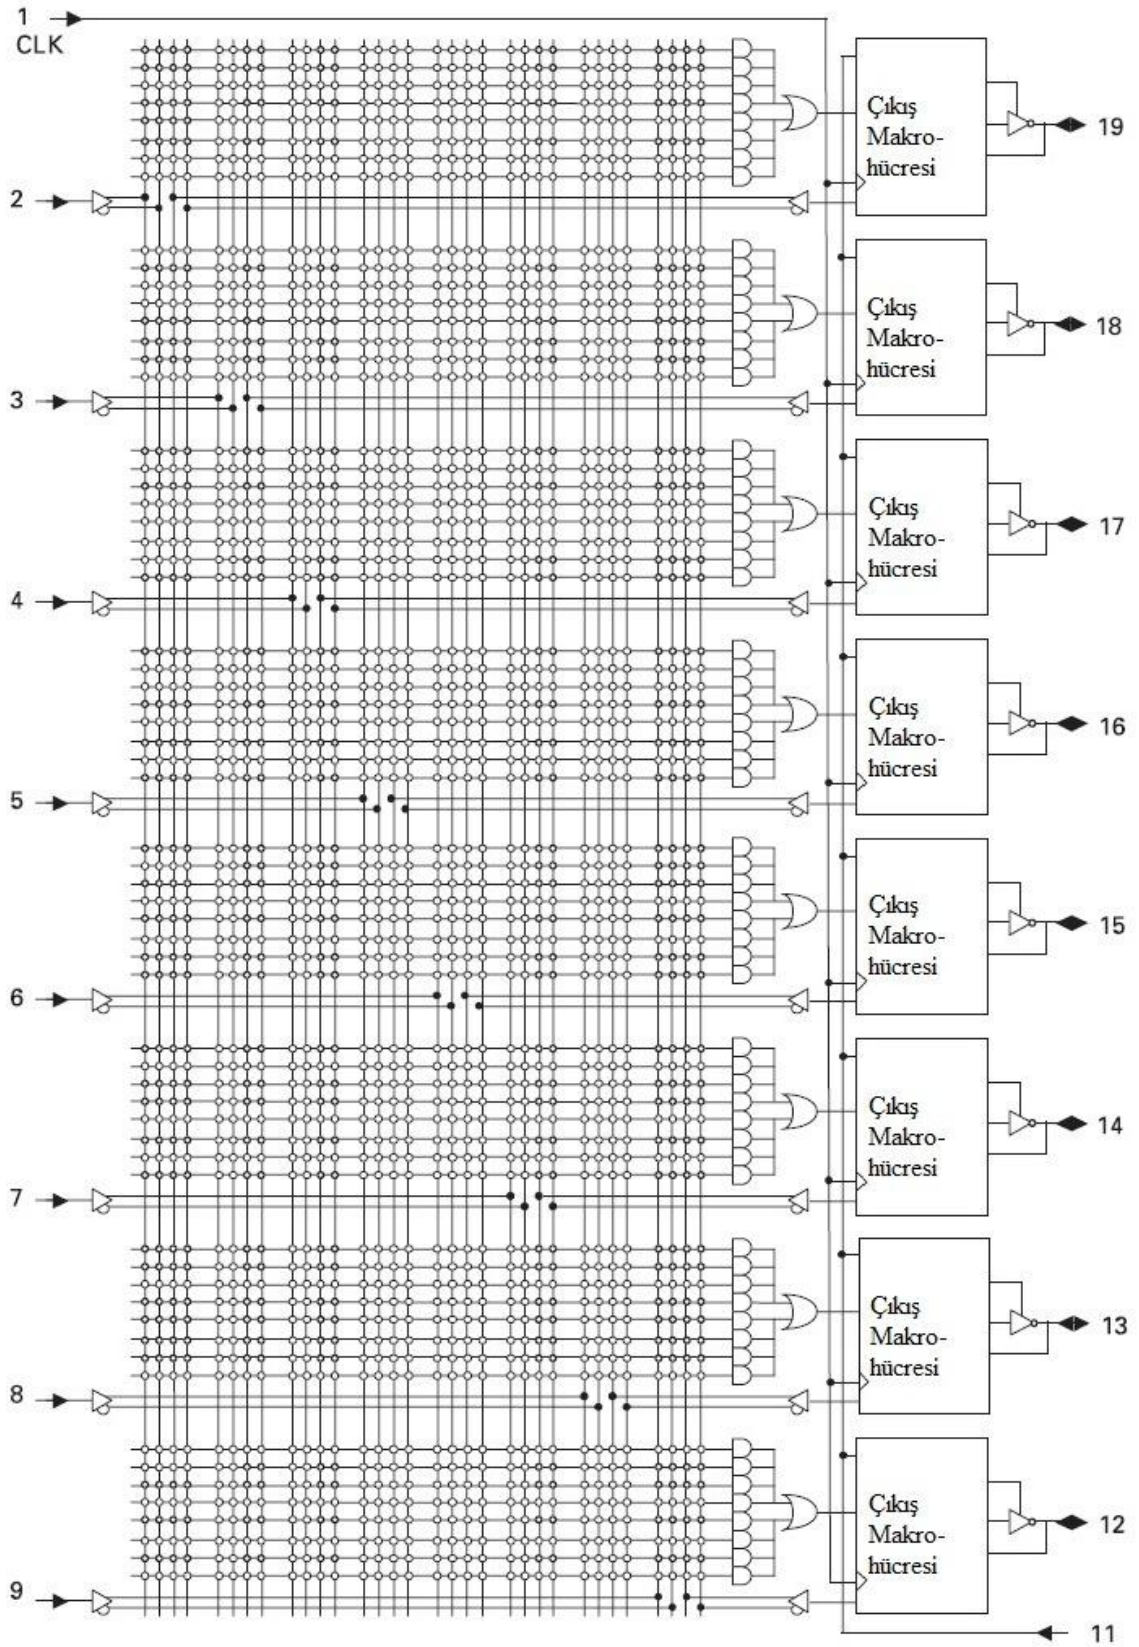 1
CLK
Çıkış
Makro-
hücresi
19
2
Çıkış
Makro-
hücresi
18
3
Çıkış
Makro-
hücresi
17
4
Çıkış
Makro-
hücresi
16
5
Çıkış
Makro-
hücresi
15
6
Çıkış
Makro-
hücresi
14
7
Çıkış
Makro-
hücresi
13
8
Çıkış
Makro-
hücresi
12
9
11